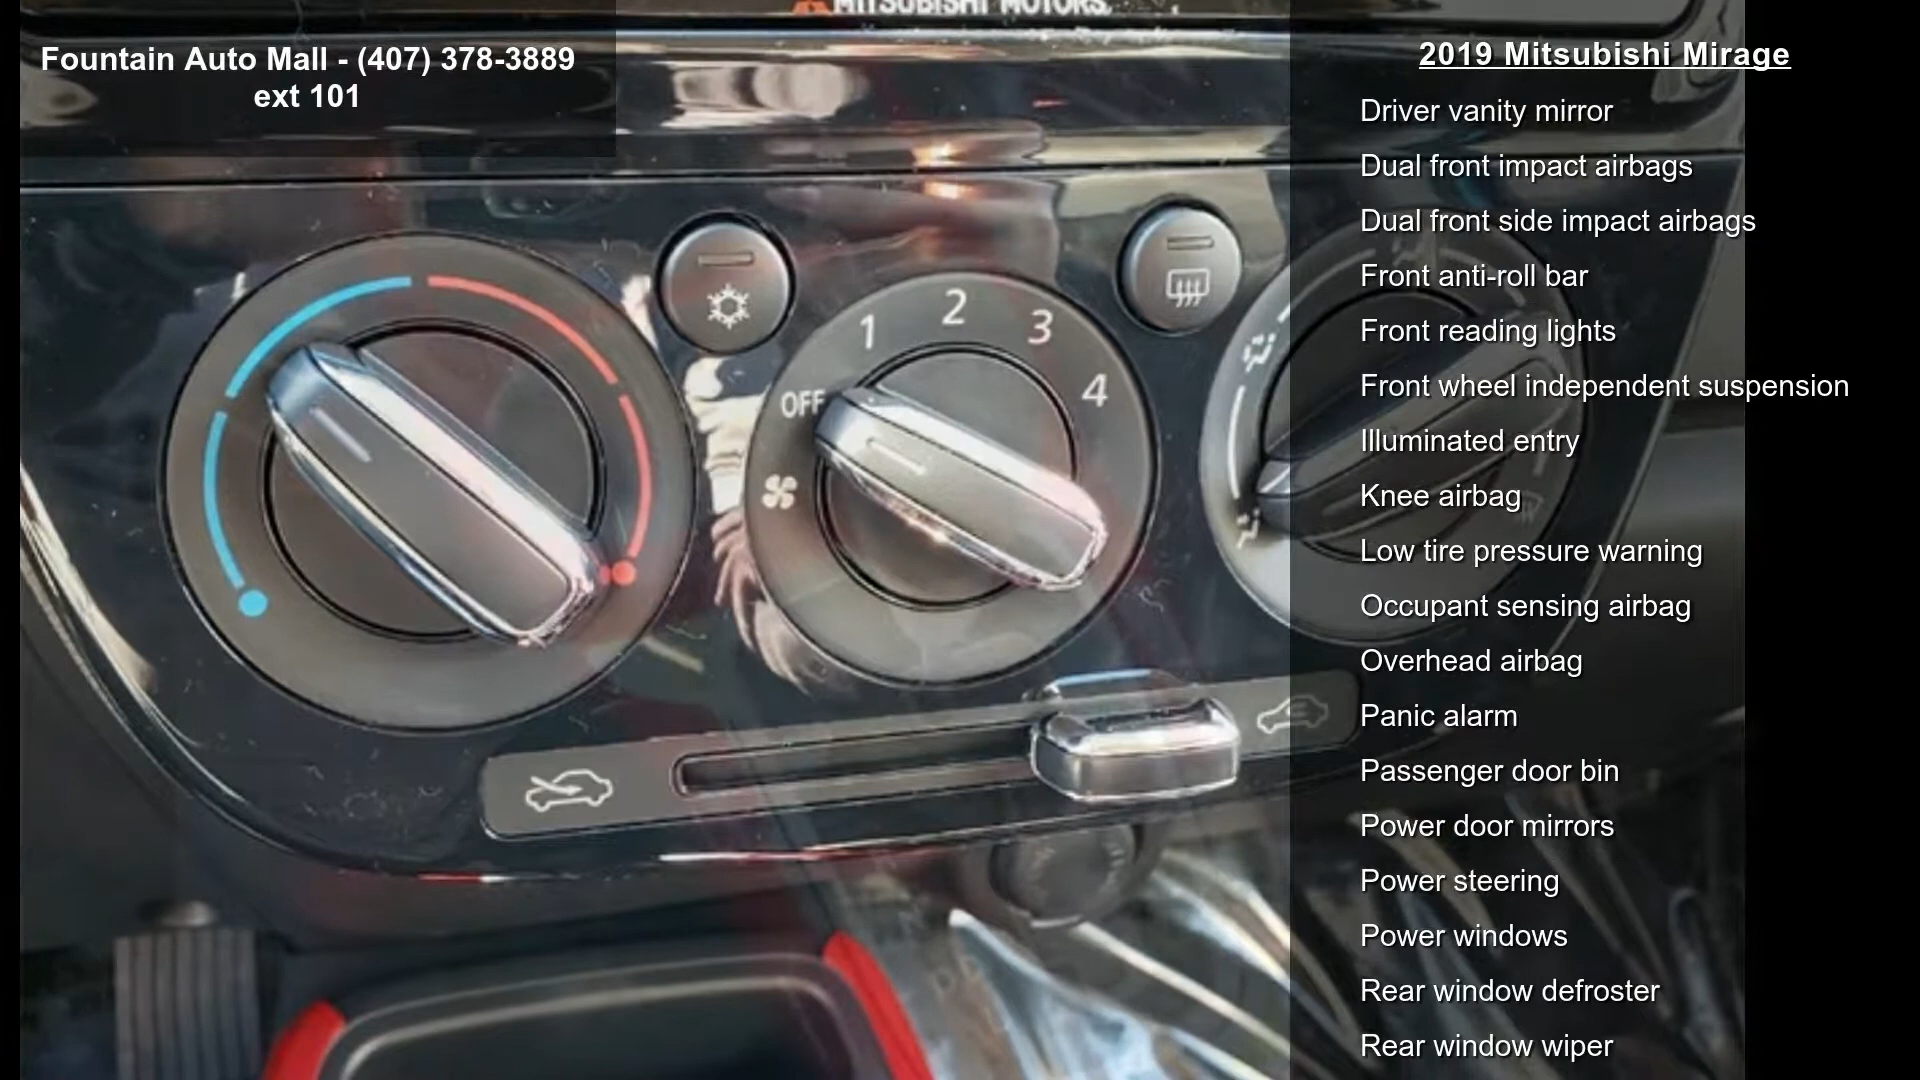 MITSUBISHI MOTORS
Fountain Auto Mall - (407) 378-3889
ext 101
2019 Mitsubishi Mirage
Driver vanity mirror
Dual front impact airbags
Dual front side impact airbags
Front anti-roll bar
Front reading lights
Front wheel independent suspension
Illuminated entry
Knee airbag
Low tire pressure warning
Occupant sensing airbag
Overhead airbag
Panic alarm
Passenger door bin
Power door mirrors
Power steering
Power windows
Rear window defroster
Rear window wiper
OFF 1 2 3 4